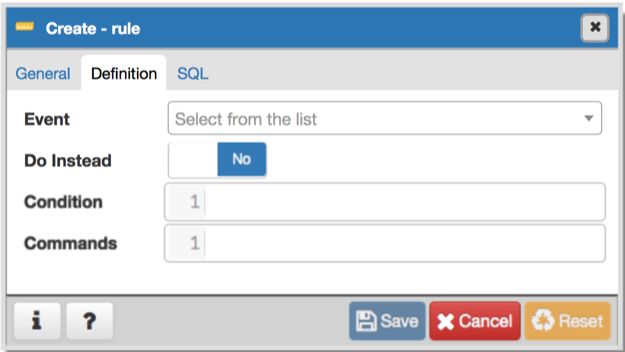 Create - rule
General Definition SQL
Event Select from the list
Do Instead No
Condition 1
Commands 1
i ? Save Cancel Reset